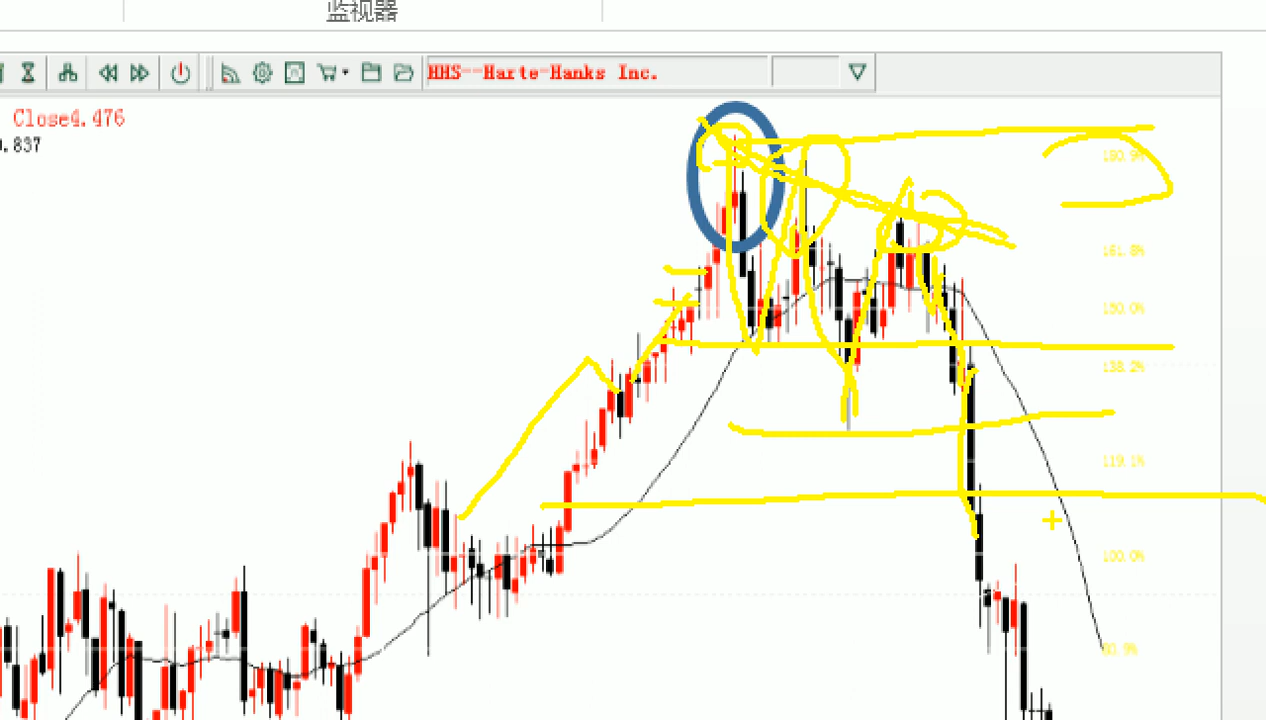 监视器
HHS--Harte-Hanks Inc.
Close4.476
.837
190.9%
161.8%
150.0%
138.2%
119.1%
100.0%
80.9%